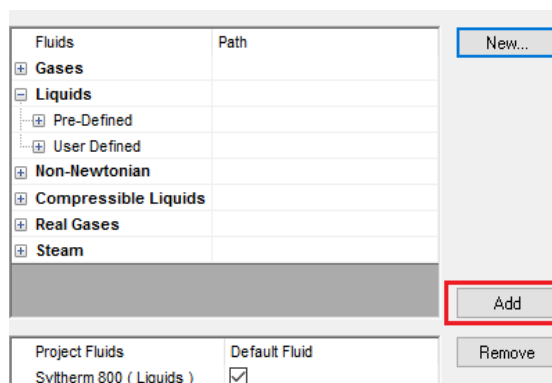 Fluids Path New...
Gases
Liquids
Pre-Defined
User Defined
Non-Newtonian
Compressible Liquids
Real Gases
Steam
Add
Project Fluids Default Fluid Remove
Syltherm 800 ( Liquids )